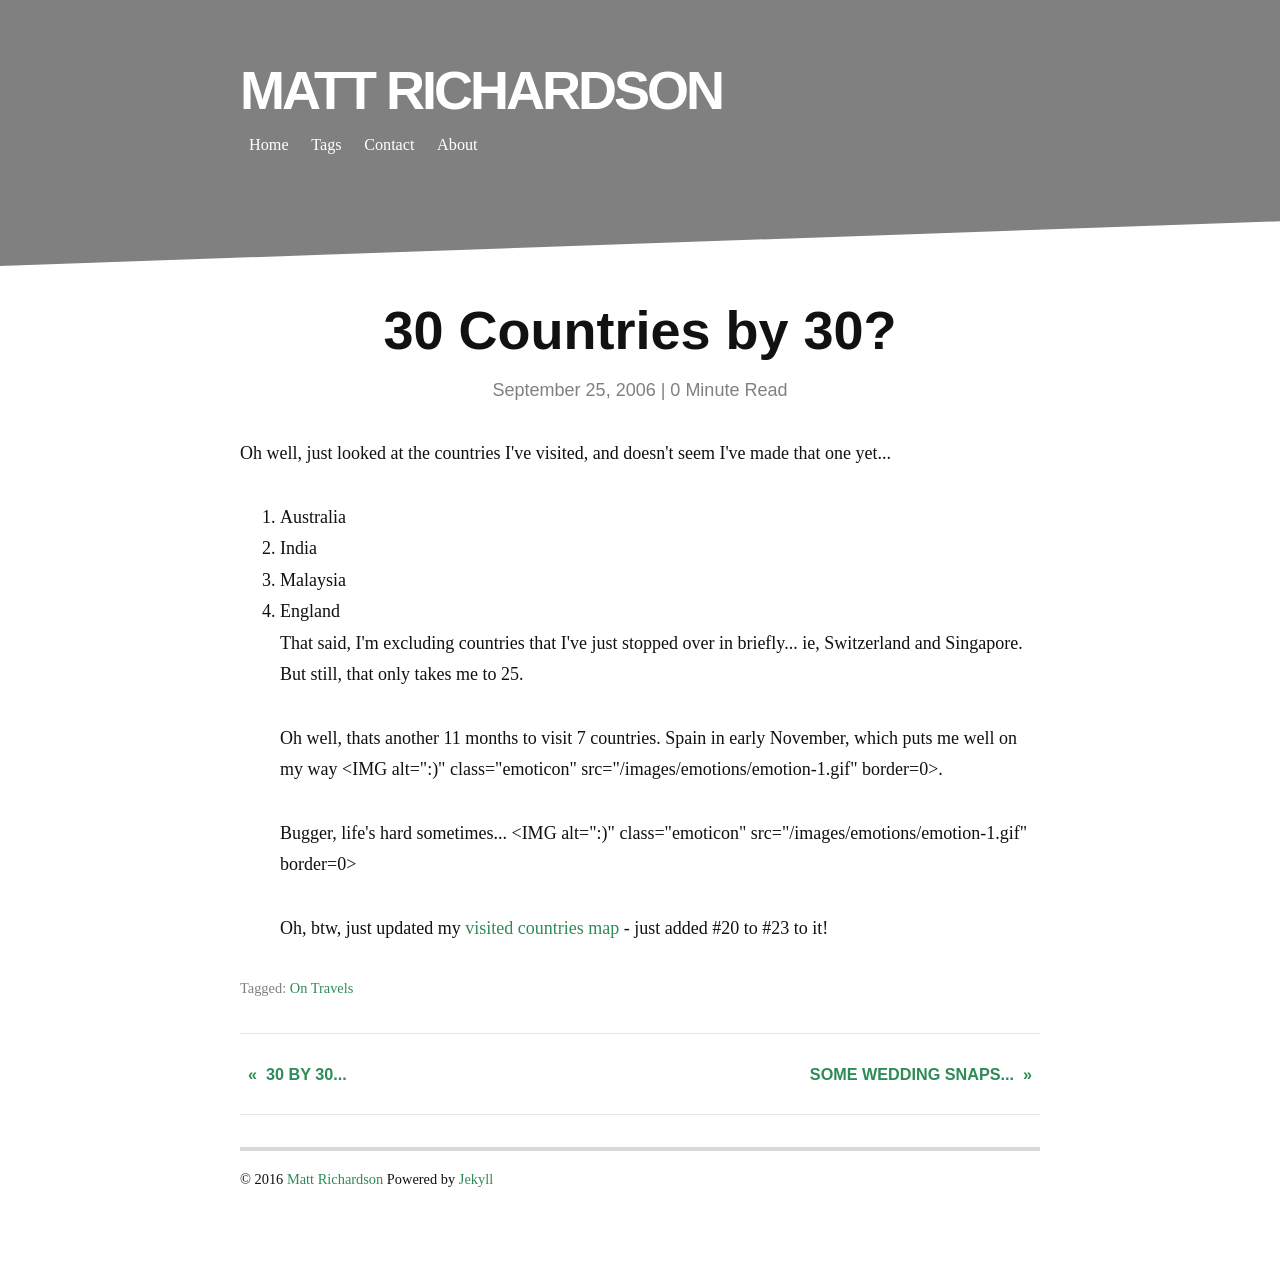 MATT RICHARDSON
Home Tags Contact About
30 Countries by 30?
September 25, 2006 | 0 Minute Read
Oh well, just looked at the countries I've visited, and doesn't seem I've made that one yet...
1. Australia
2. India
3. Malaysia
4. England
That said, I'm excluding countries that I've just stopped over in briefly... ie, Switzerland and Singapore.
But still, that only takes me to 25.
Oh well, thats another 11 months to visit 7 countries. Spain in early November, which puts me well on
my way <IMG alt=":)" class="emoticon" src="/images/emotions/emotion-1.gif" border=0>.
Bugger, life's hard sometimes... <IMG alt=":)" class="emoticon" src="/images/emotions/emotion-1.gif"
border=0>
Oh, btw, just updated my visited countries map - just added #20 to #23 to it!
Tagged: On Travels
« 30 BY 30... SOME WEDDING SNAPS... »
© 2016 Matt Richardson Powered by Jekyll